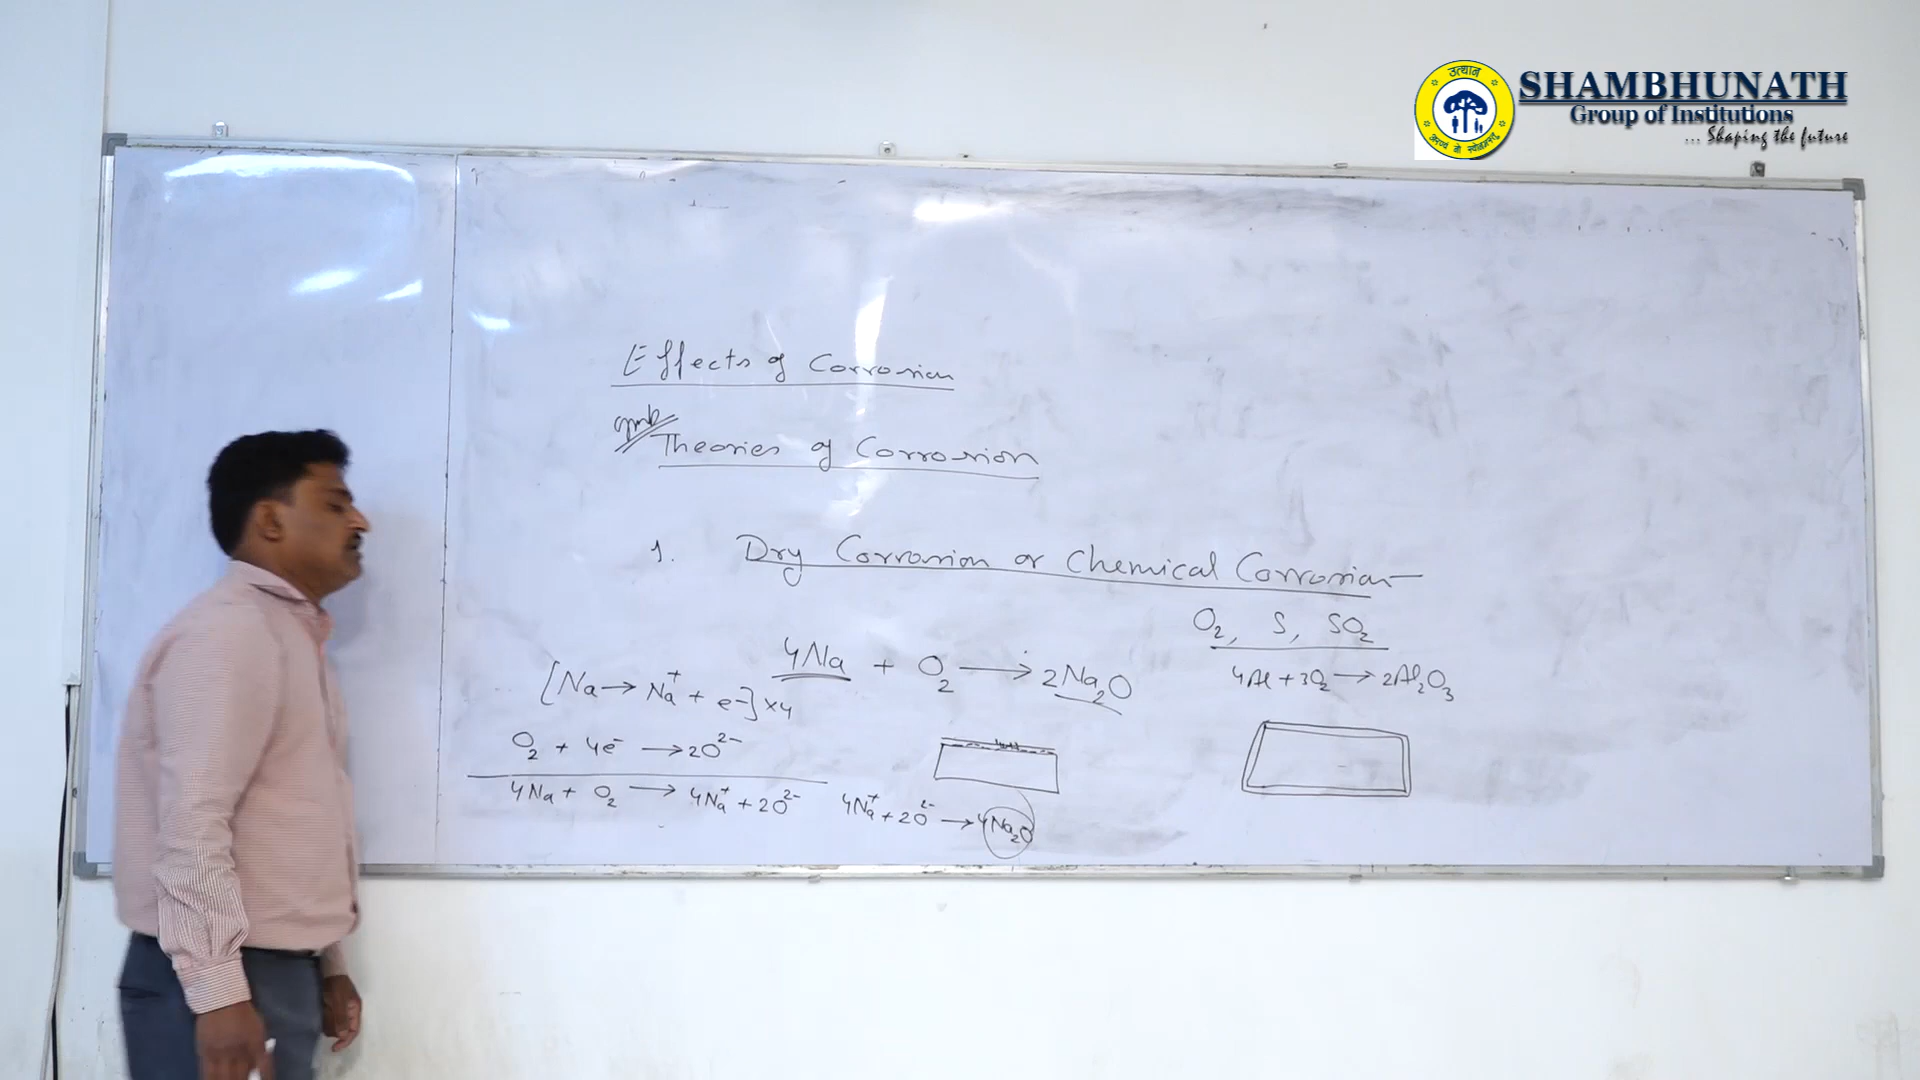 उत्थान
SHAMBHUNATH
Group of Institutions
... Shaping the future
Effects of Corrosion
Imp
Theories of Corrosion
1. Dry Corrosion or Chemical Corrosion
O₂, S, SO₂
4Na + O₂ → 2Na₂O
4Al + 3O₂ → 2Al₂O₃
[Na → Na⁺ + e⁻] × 4
O₂ + 4e⁻ → 2O²⁻
4Na + O₂ → 4Na⁺ + 2O²⁻
4Na⁺ + 2O²⁻ → 4Na₂O